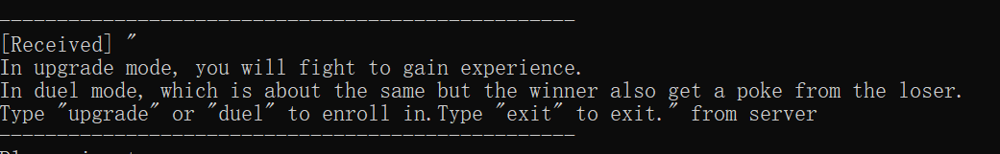 --------------------------------------------------
[Received] "
In upgrade mode, you will fight to gain experience.
In duel mode, which is about the same but the winner also get a poke from the loser.
Type "upgrade" or "duel" to enroll in.Type "exit" to exit." from server
--------------------------------------------------